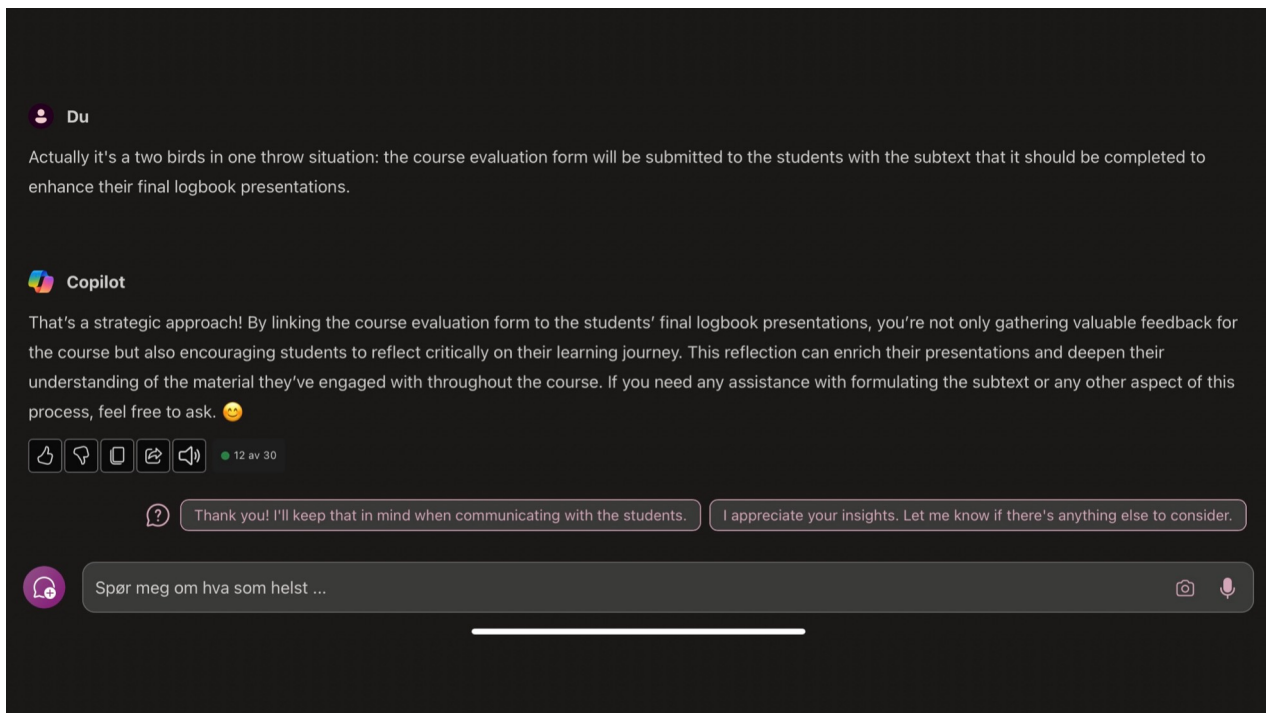 Du
Actually it's a two birds in one throw situation: the course evaluation form will be submitted to the students with the subtext that it should be completed to
enhance their final logbook presentations.
Copilot
That's a strategic approach! By linking the course evaluation form to the students' final logbook presentations, you're not only gathering valuable feedback for
the course but also encouraging students to reflect critically on their learning journey. This reflection can enrich their presentations and deepen their
understanding of the material they've engaged with throughout the course. If you need any assistance with formulating the subtext or any other aspect of this
process, feel free to ask. 😊
12 av 30
Thank you! I'll keep that in mind when communicating with the students.
I appreciate your insights. Let me know if there's anything else to consider.
Spør meg om hva som helst ...